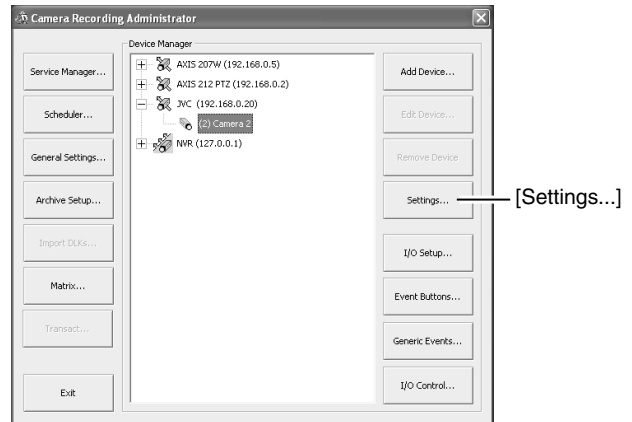 Camera Recording Administrator
Device Manager
Service Manager...
Scheduler...
General Settings...
Archive Setup...
Import DLKs...
Matrix...
Transact...
Exit
AXIS 207W (192.168.0.5)
AXIS 212 PTZ (192.168.0.2)
JVC (192.168.0.20)
(2) Camera 2
NVR (127.0.0.1)
Add Device...
Edit Device...
Remove Device
Settings...
I/O Setup...
Event Buttons...
Generic Events...
I/O Control...
[Settings...]